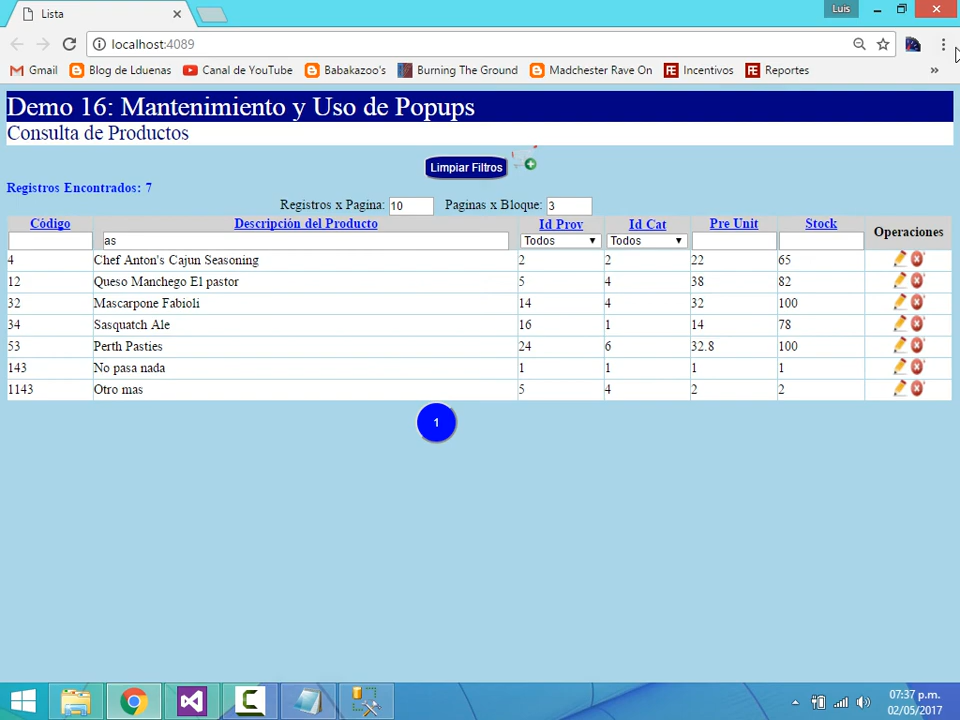 Lista
Luis
localhost:4089
Gmail Blog de Lduenas Canal de YouTube Babakazoo's Burning The Ground Madchester Rave On Incentivos Reportes »
Demo 16: Mantenimiento y Uso de Popups
Consulta de Productos
Limpiar Filtros
Registros Encontrados: 7
Registros x Pagina: 10 Paginas x Bloque: 3
Código Descripción del Producto Id Prov Id Cat Pre Unit Stock Operaciones
as Todos Todos
4 Chef Anton's Cajun Seasoning 2 2 22 65
12 Queso Manchego El pastor 5 4 38 82
32 Mascarpone Fabioli 14 4 32 100
34 Sasquatch Ale 16 1 14 78
53 Perth Pasties 24 6 32.8 100
143 No pasa nada 1 1 1 1
1143 Otro mas 5 4 2 2
1
07:37 p.m.
02/05/2017